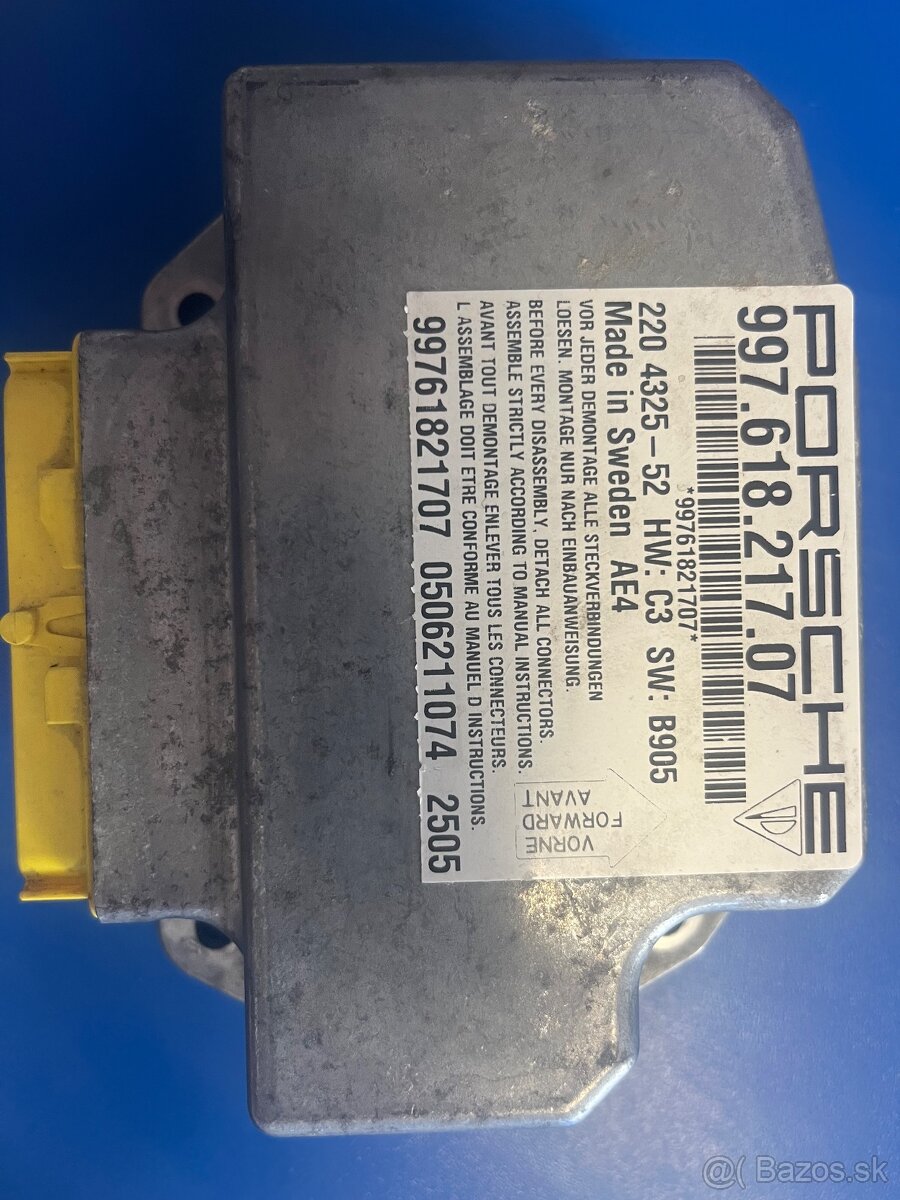 PORSCHE
997.618.217.07
*99761821707*
220 4325-52 HW: C3 SW: B905
Made in Sweden AE4
VOR JEDER DEMONTAGE ALLE STECKVERBINDUNGEN
LOESEN. MONTAGE NUR NACH EINBAUANWEISUNG.
BEFORE EVERY DISASSEMBLY, DETACH ALL CONNECTORS.
ASSEMBLE STRICTLY ACCORDING TO MANUAL INSTRUCTIONS.
AVANT TOUT DEMONTAGE ENLEVER TOUS LES CONNECTEURS.
L ASSEMBLAGE DOIT ETRE CONFORME AU MANUEL D INSTRUCTIONS.
99761821707 050621 1074 2505
VORNE
FORWARD
AVANT
@( Bazos.sk